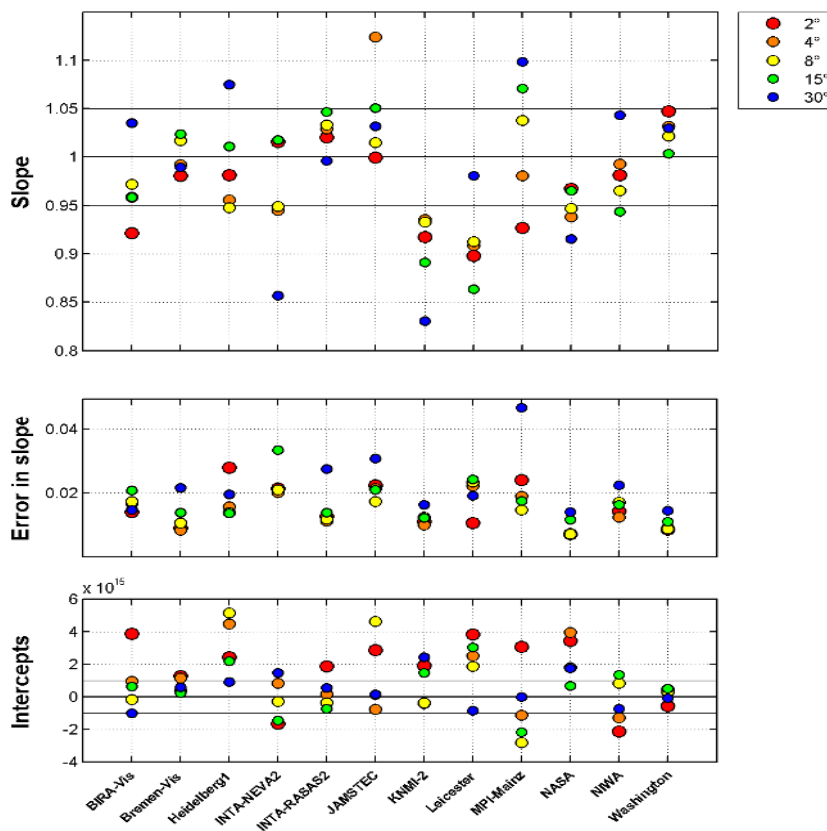 2°
4°
8°
15°
30°
Slope
1.1
1.05
1
0.95
0.9
0.85
0.8
Error in slope
0.04
0.02
x 10¹⁵
Intercepts
6
4
2
0
-2
-4
BIRA-Vis
Bremen-Vis
Heidelberg1
INTA-NEVA2
INTA-RASAS2
JAMSTEC
KNMI-2
Leicester
MPI-Mainz
NASA
NIWA
Washington